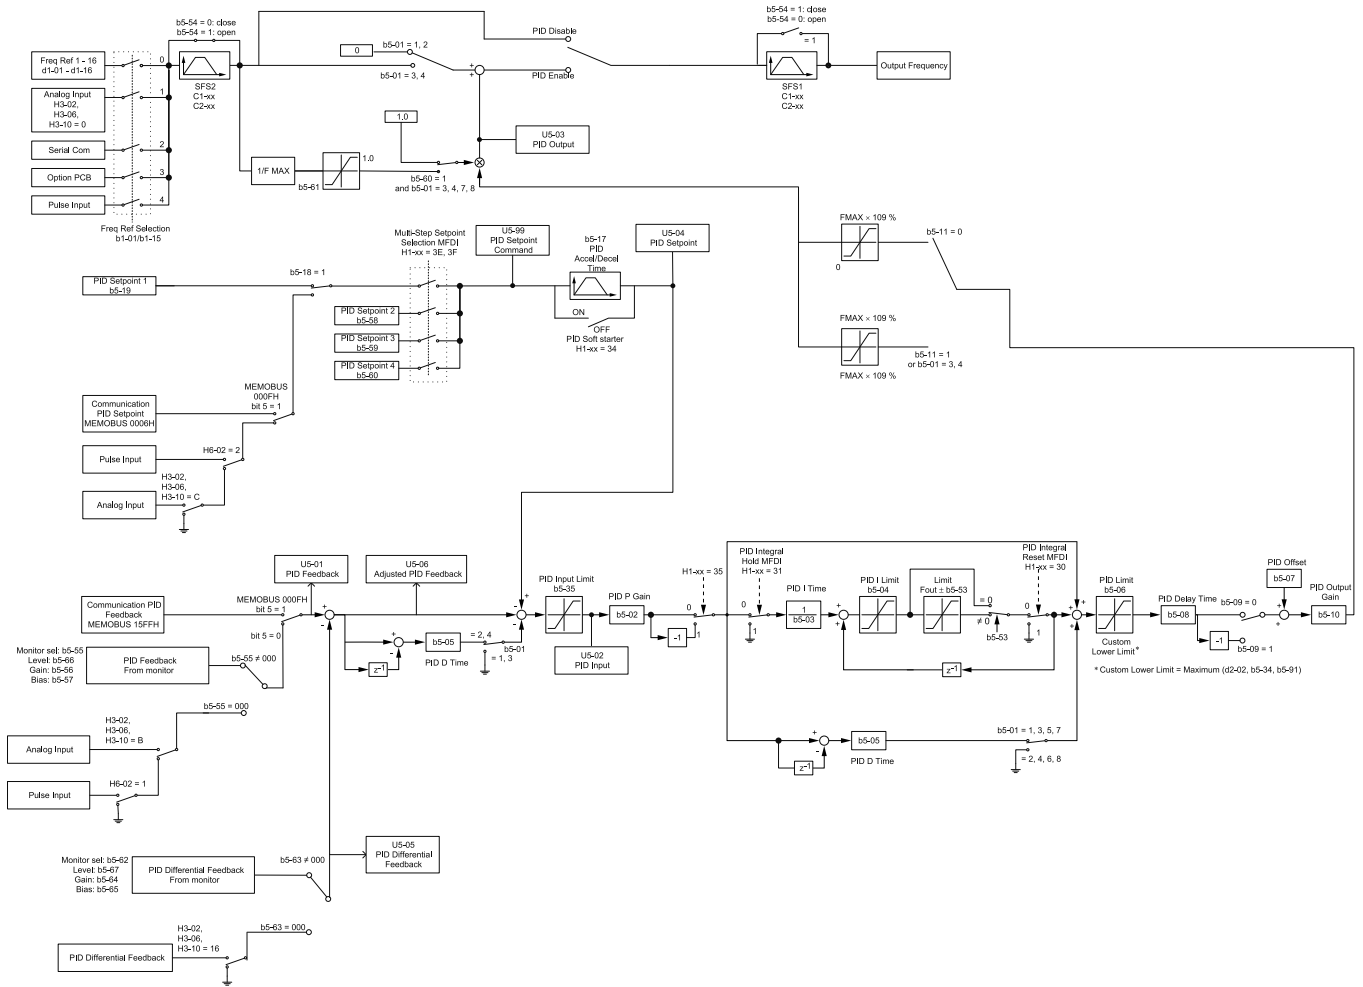 b5-54 = 0: close
b5-54 = 1: open
Freq Ref 1 - 16
d1-01 - d1-16
0
Analog Input
H3-02,
H3-06,
H3-10 = 0
1
Serial Com
2
Option PCB
3
Pulse Input
4
Freq Ref Selection
b1-01/b1-15
SFS2
C1-xx
C2-xx
0
b5-01 = 1, 2
b5-01 = 3, 4
+
+
PID Disable
PID Enable
b5-54 = 1: close
b5-54 = 0: open
= 1
SFS1
C1-xx
C2-xx
Output Frequency
1.0
U5-03
PID Output
1/F MAX
1.0
b5-61
b5-60 = 1
and b5-01 = 3, 4, 7, 8
FMAX × 109 %
0
b5-11 = 0
FMAX × 109 %
FMAX × 109 %
b5-11 = 1
or b5-01 = 3, 4
Multi-Step Setpoint
Selection MFDI
H1-xx = 3E, 3F
U5-99
PID Setpoint
Command
b5-17
PID
Accel/Decel
Time
U5-04
PID Setpoint
PID Setpoint 1
b5-19
b5-18 = 1
PID Setpoint 2
b5-58
PID Setpoint 3
b5-59
PID Setpoint 4
b5-60
ON
OFF
PID Soft starter
H1-xx = 34
MEMOBUS
000FH
bit 5 = 1
Communication
PID Setpoint
MEMOBUS 0006H
Pulse Input
H6-02 = 2
H3-02,
H3-06,
H3-10 = C
Analog Input
U5-01
PID Feedback
U5-06
Adjusted PID Feedback
MEMOBUS 000FH
bit 5 = 1
Communication PID
Feedback
MEMOBUS 15FFH
bit 5 = 0
+
-
+
-
z-1
b5-05
PID D Time
= 2, 4
b5-01
= 1, 3
+
-
-
PID Input Limit
b5-35
U5-02
PID Input
PID P Gain
b5-02
H1-xx = 35
0
1
-1
PID Integral
Hold MFDI
H1-xx = 31
0
1
PID I Time
1
b5-03
+
+
PID I Limit
b5-04
Limit
Fout ± b5-53
= 0
≠ 0
b5-53
z-1
PID Integral
Reset MFDI
H1-xx = 30
0
1
+
+
+
PID Limit
b5-06
Custom
Lower Limit*
PID Delay Time
b5-08
b5-09 = 0
-1
b5-09 = 1
PID Offset
b5-07
+
+
PID Output
Gain
b5-10
* Custom Lower Limit = Maximum (d2-02, b5-34, b5-91)
Monitor sel: b5-55
Level: b5-66
Gain: b5-56
Bias: b5-57
PID Feedback
From monitor
b5-55 ≠ 000
b5-55 = 000
H3-02,
H3-06,
H3-10 = B
Analog Input
Pulse Input
H6-02 = 1
+
-
z-1
b5-05
PID D Time
b5-01 = 1, 3, 5, 7
= 2, 4, 6, 8
U5-05
PID Differential
Feedback
Monitor sel: b5-62
Level: b5-67
Gain: b5-64
Bias: b5-65
PID Differential Feedback
From monitor
b5-63 ≠ 000
b5-63 = 000
H3-02,
H3-06,
H3-10 = 16
PID Differential Feedback